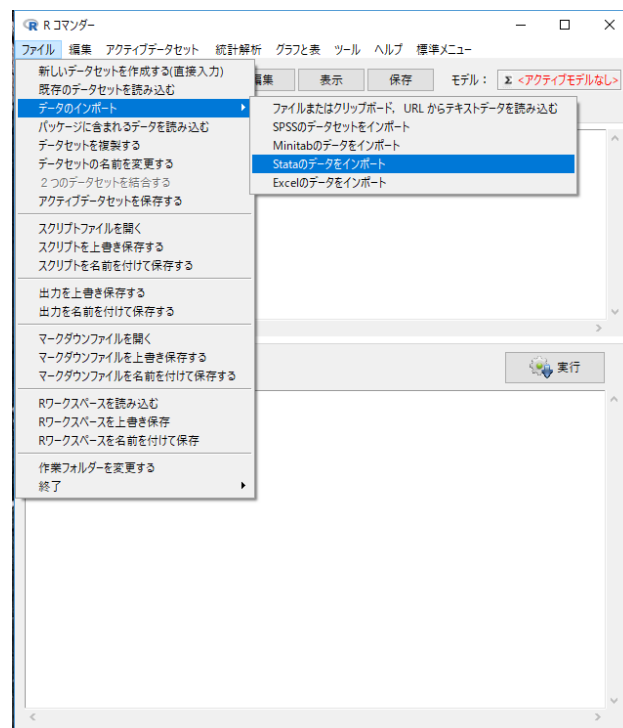 R コマンダー
ファイル 編集 アクティブデータセット 統計解析 グラフと表 ツール ヘルプ 標準メニュー
編集 表示 保存 モデル: Σ <アクティブモデルなし>
新しいデータセットを作成する(直接入力)
既存のデータセットを読み込む
データのインポート
パッケージに含まれるデータを読み込む
データセットを複製する
データセットの名前を変更する
2つのデータセットを結合する
アクティブデータセットを保存する
スクリプトファイルを開く
スクリプトを上書き保存する
スクリプトを名前を付けて保存する
出力を上書き保存する
出力を名前を付けて保存する
マークダウンファイルを開く
マークダウンファイルを上書き保存する
マークダウンファイルを名前を付けて保存する
Rワークスペースを読み込む
Rワークスペースを上書き保存
Rワークスペースを名前を付けて保存
作業フォルダーを変更する
終了
ファイルまたはクリップボード, URL からテキストデータを読み込む
SPSSのデータセットをインポート
Minitabのデータをインポート
Stataのデータをインポート
Excelのデータをインポート
実行